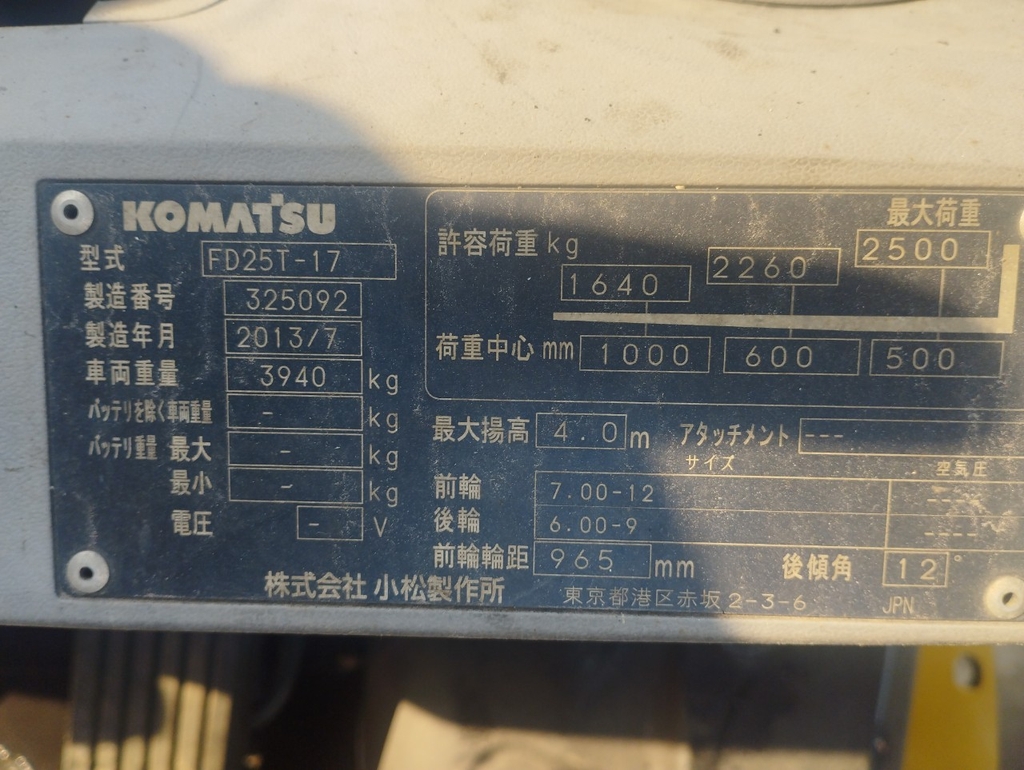 KOMATSU
型式 FD25T-17
製造番号 325092
製造年月 2013/7
車両重量 3940 kg
バッテリを除く車両重量 - kg
バッテリ重量 最大 - kg
最小 - kg
電圧 - V
最大荷重
許容荷重 kg 1640 2260 2500
荷重中心 mm 1000 600 500
最大揚高 4.0 m アタッチメント ---
サイズ 空気圧
前輪 7.00-12 ----
後輪 6.00-9 ----
前輪輪距 965 mm 後傾角 12°
株式会社 小松製作所 東京都港区赤坂2-3-6 JPN